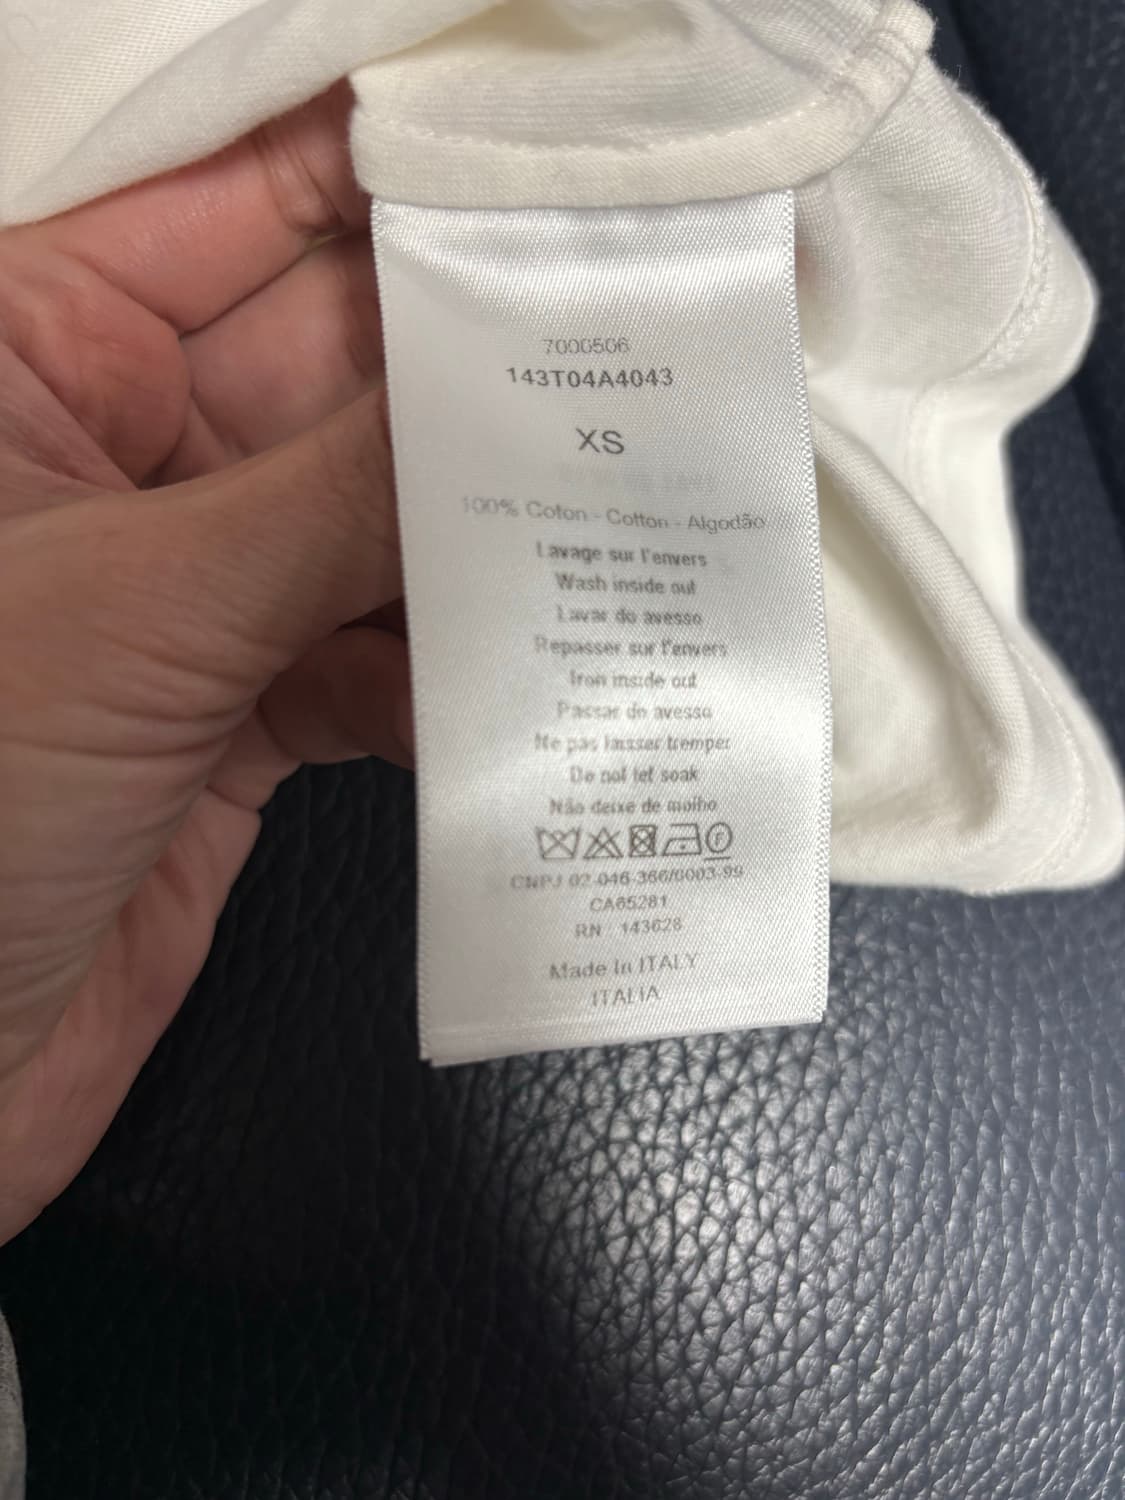 7000506
143T04A4043
XS
100% Coton - Cotton - Algodão
Lavage sur l'envers
Wash inside out
Lavar do avesso
Repasser sur l'envers
Iron inside out
Passar do avesso
Ne pas laisser tremper
Do not let soak
Não deixe de molho
F
CNPJ 02-046-366/0003-99
CA65281
RN 143628
Made In ITALY
ITALIA